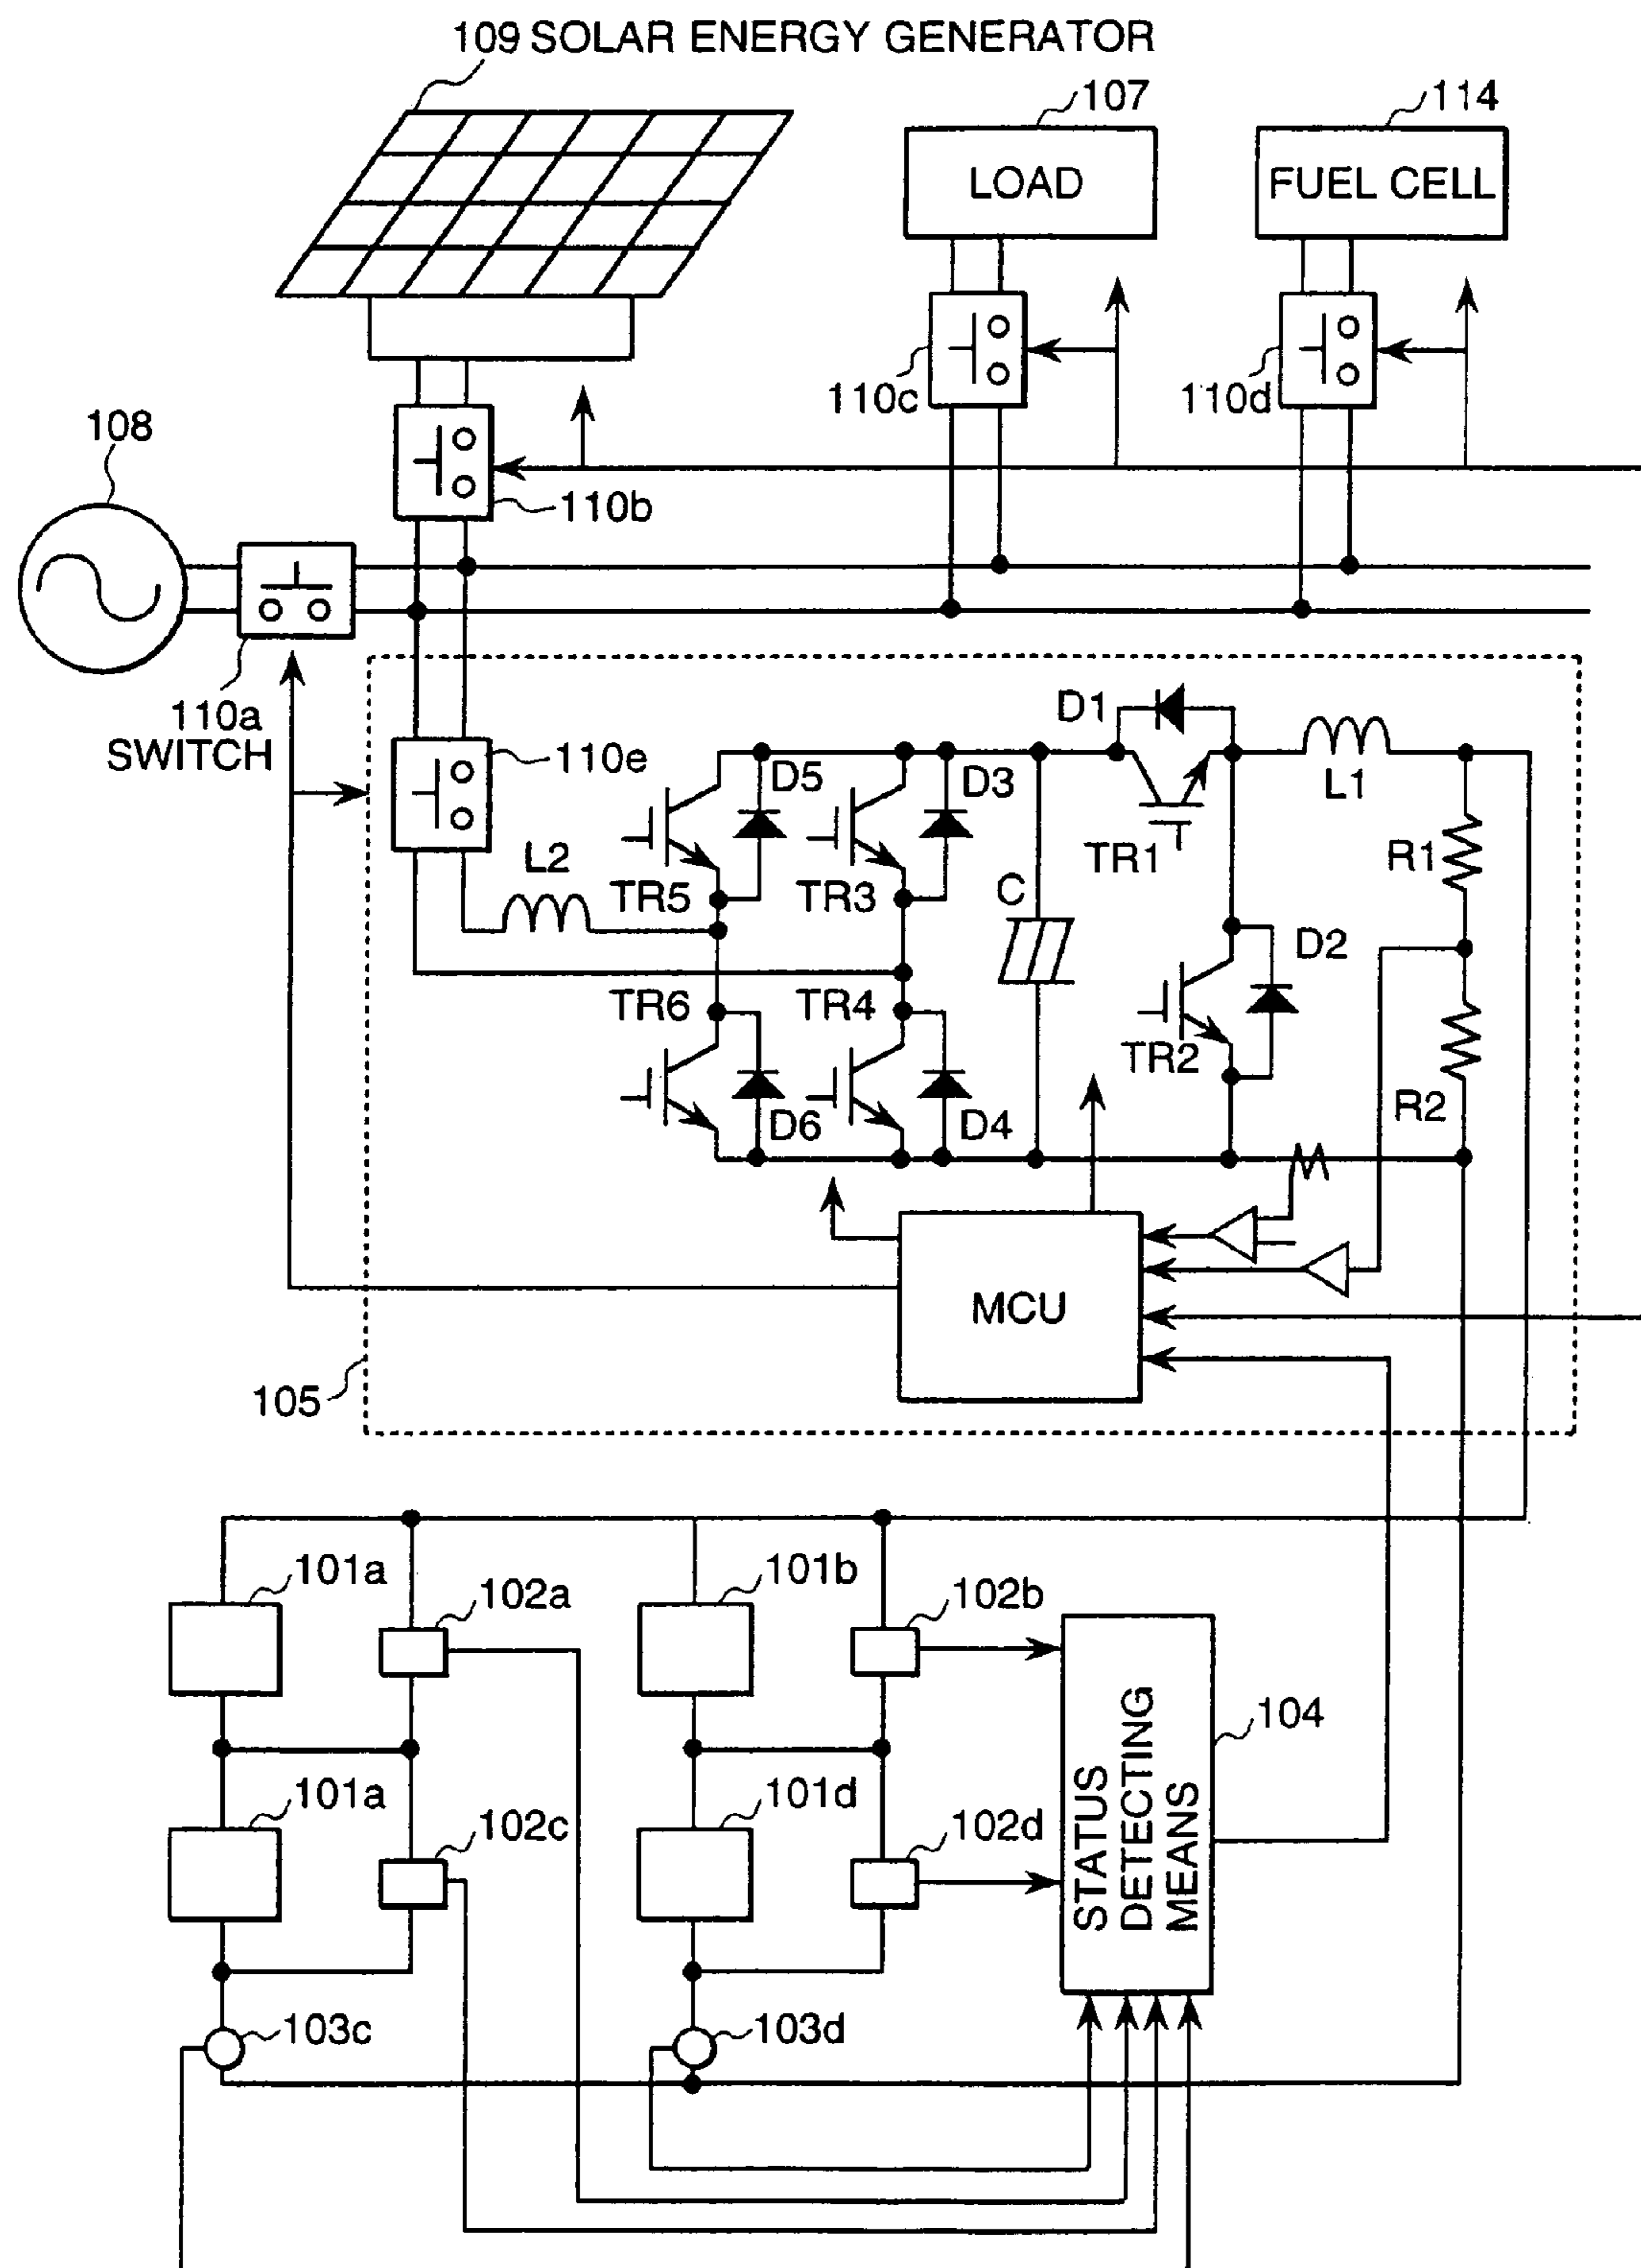 109 SOLAR ENERGY GENERATOR
107
114
LOAD
FUEL CELL
110c
110d
108
110b
110a
SWITCH
110e
D1
L1
D5
D3
L2
TR5
TR3
C
TR1
R1
D2
TR6
TR4
TR2
R2
D6
D4
MCU
105
101a
102a
101b
102b
104
101a
102c
101d
102d
STATUS
DETECTING
MEANS
103c
103d